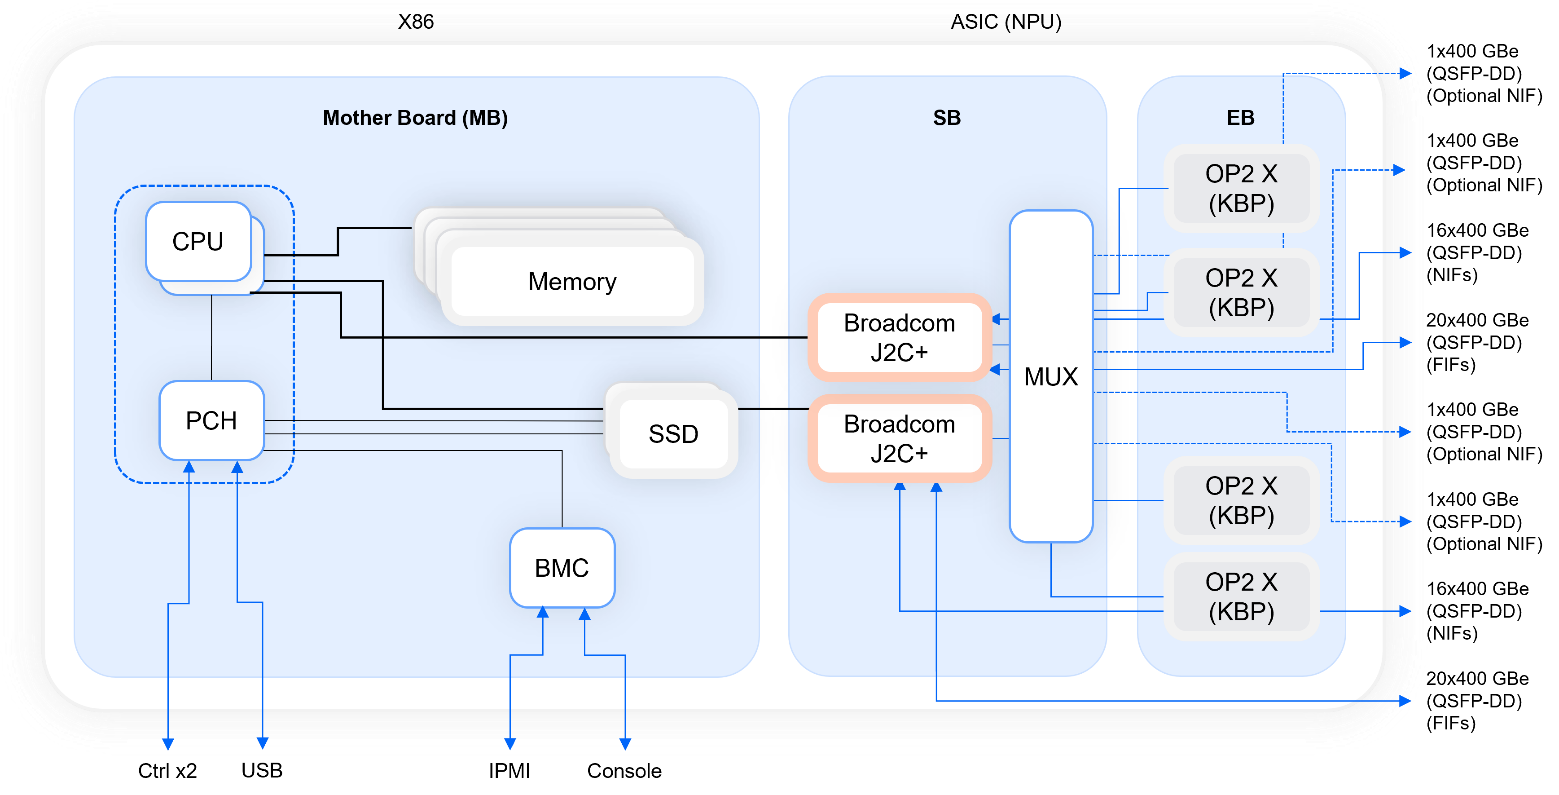 X86
ASIC (NPU)
Mother Board (MB)
SB
EB
CPU
Memory
PCH
SSD
BMC
Broadcom
J2C+
Broadcom
J2C+
MUX
OP2 X
(KBP)
OP2 X
(KBP)
OP2 X
(KBP)
OP2 X
(KBP)
1x400 GBe
(QSFP-DD)
(Optional NIF)
1x400 GBe
(QSFP-DD)
(Optional NIF)
16x400 GBe
(QSFP-DD)
(NIFs)
20x400 GBe
(QSFP-DD)
(FIFs)
1x400 GBe
(QSFP-DD)
(Optional NIF)
1x400 GBe
(QSFP-DD)
(Optional NIF)
16x400 GBe
(QSFP-DD)
(NIFs)
20x400 GBe
(QSFP-DD)
(FIFs)
Ctrl x2
USB
IPMI
Console